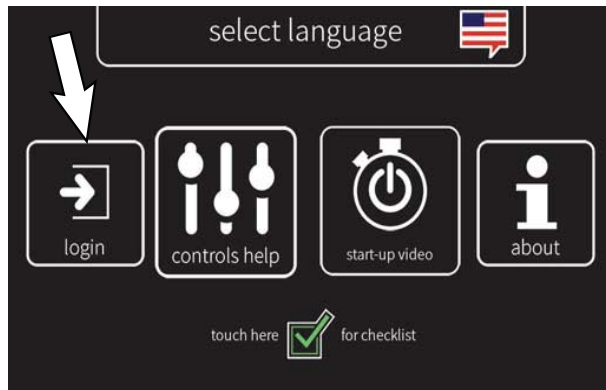 select language
login
controls help
start-up video
about
touch here for checklist